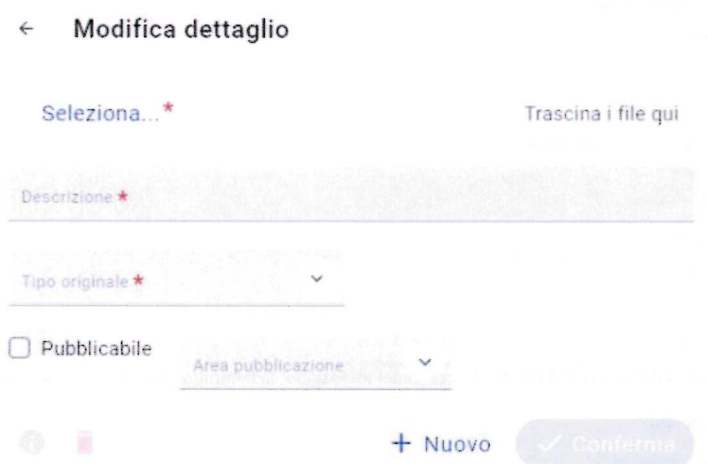 Modifica dettaglio
Seleziona...* Trascina i file qui
Descrizione *
Tipo originale *
Pubblicabile
Area pubblicazione
+ Nuovo Conferma